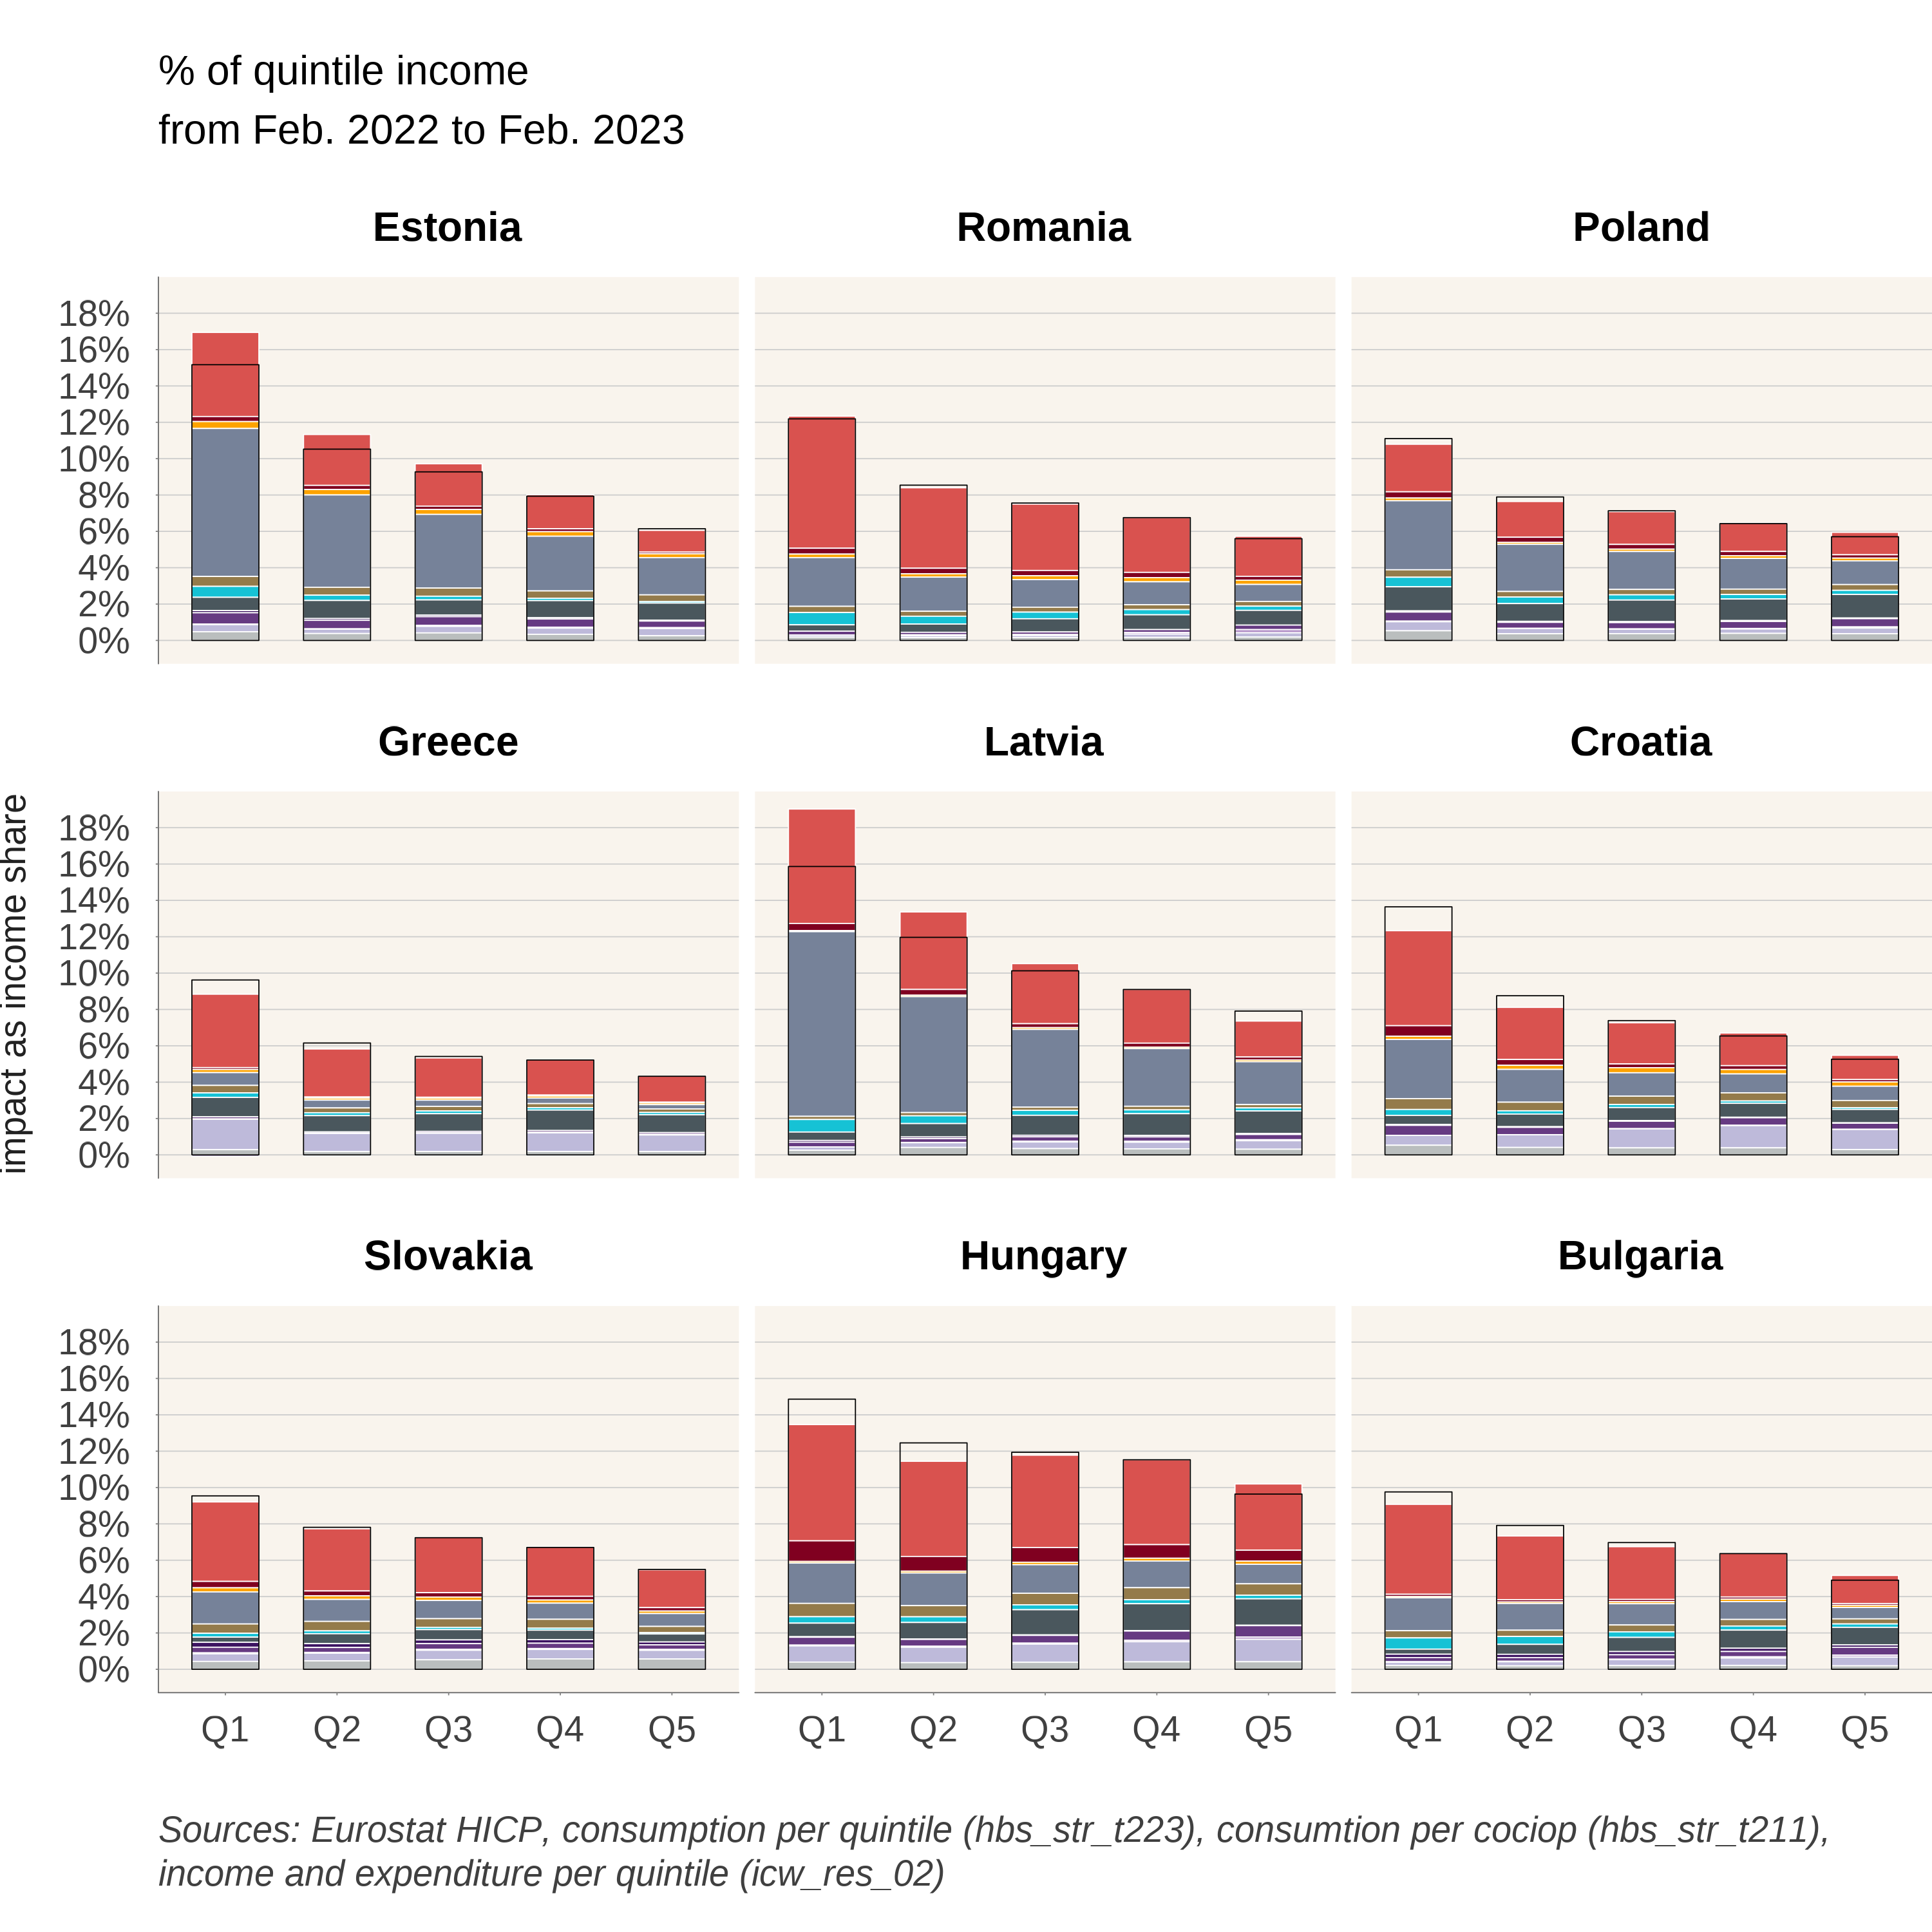 % of quintile income
from Feb. 2022 to Feb. 2023
Estonia
Romania
Poland
18%
16%
14%
12%
10%
8%
6%
4%
2%
0%
Greece
Latvia
Croatia
impact as income share
18%
16%
14%
12%
10%
8%
6%
4%
2%
0%
Slovakia
Hungary
Bulgaria
18%
16%
14%
12%
10%
8%
6%
4%
2%
0%
Q1 Q2 Q3 Q4 Q5
Q1 Q2 Q3 Q4 Q5
Q1 Q2 Q3 Q4 Q5
Sources: Eurostat HICP, consumption per quintile (hbs_str_t223), consumtion per cociop (hbs_str_t211),
income and expenditure per quintile (icw_res_02)